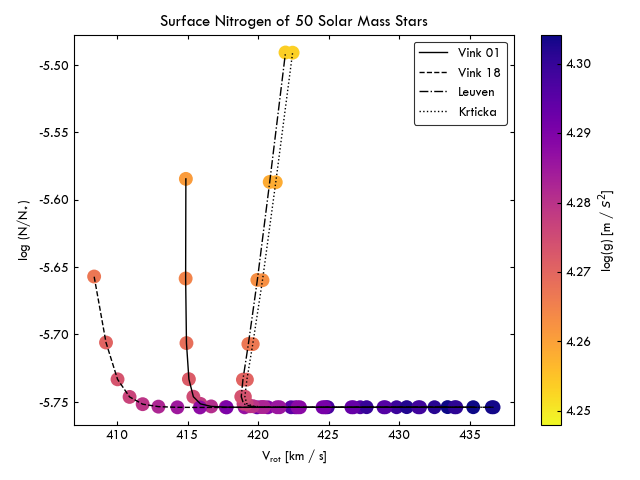 Surface Nitrogen of 50 Solar Mass Stars
log (N/N*)
-5.50
-5.55
-5.60
-5.65
-5.70
-5.75
410
415
420
425
430
435
Vrot [km / s]
Vink 01
Vink 18
Leuven
Krticka
4.30
4.29
4.28
4.27
4.26
4.25
log(g) [m / s²]